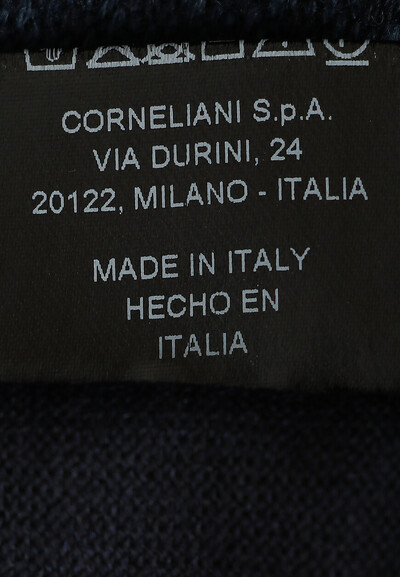 CORNELIANI S.p.A.
VIA DURINI, 24
20122, MILANO - ITALIA
MADE IN ITALY
HECHO EN
ITALIA